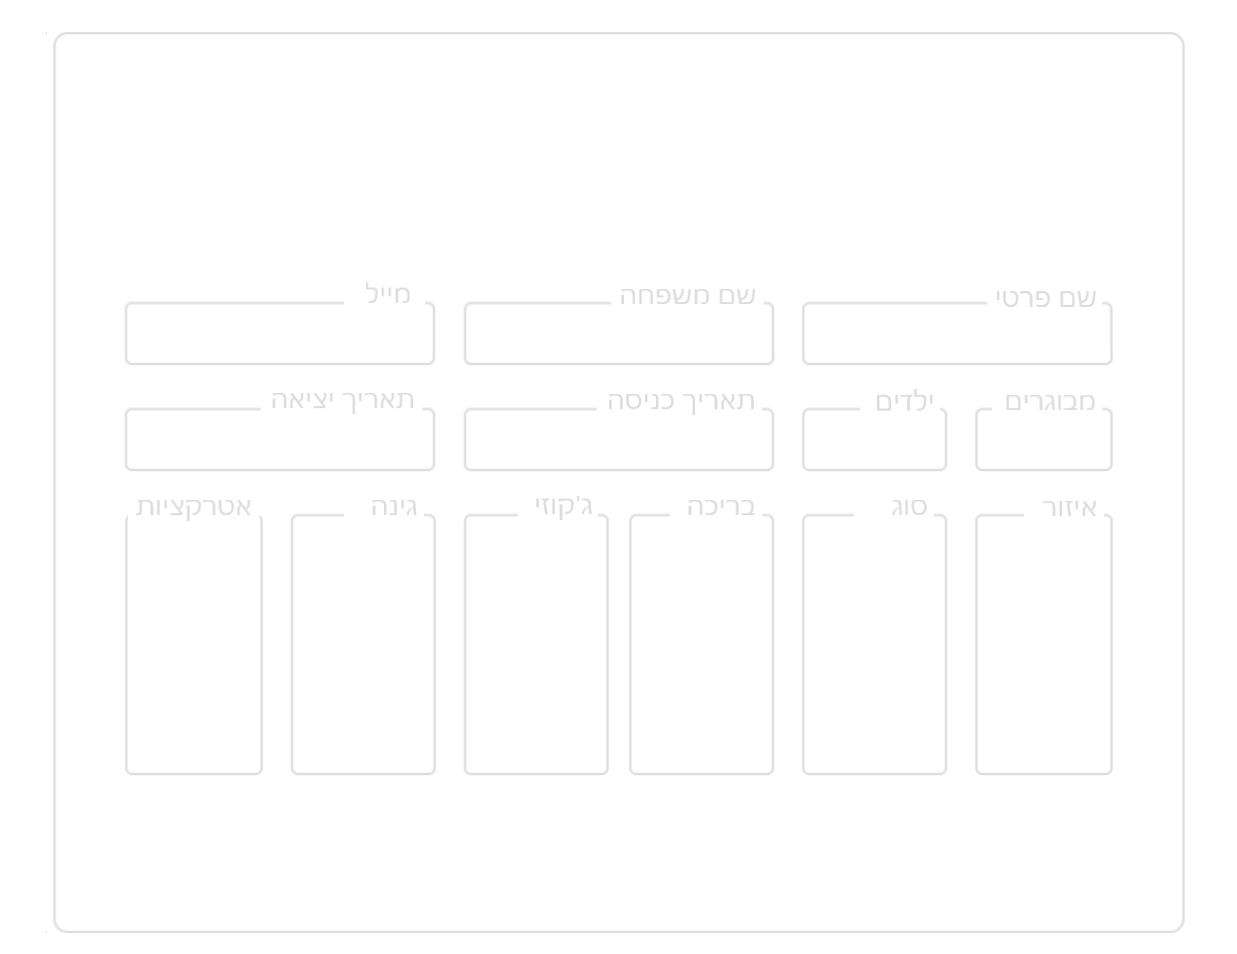 שם פרטי
שם משפחה
מייל
מבוגרים
ילדים
תאריך כניסה
תאריך יציאה
איזור
סוג
בריכה
ג'קוזי
גינה
אטרקציות